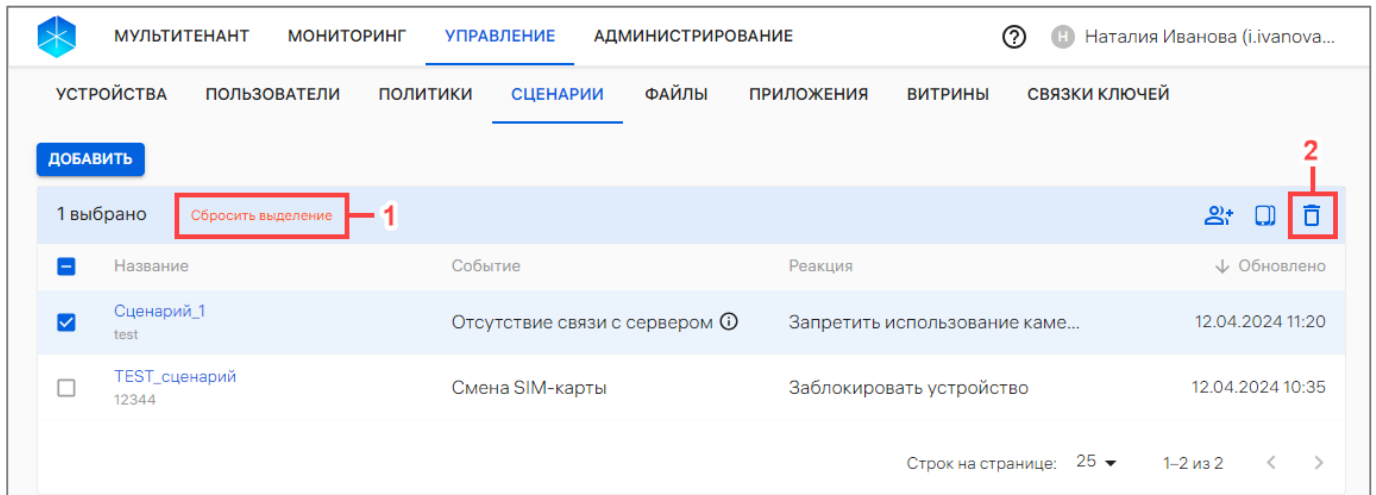 МУЛЬТИТЕНАНТ МОНИТОРИНГ УПРАВЛЕНИЕ АДМИНИСТРИРОВАНИЕ ? Н Наталия Иванова (i.ivanova...
УСТРОЙСТВА ПОЛЬЗОВАТЕЛИ ПОЛИТИКИ СЦЕНАРИИ ФАЙЛЫ ПРИЛОЖЕНИЯ ВИТРИНЫ СВЯЗКИ КЛЮЧЕЙ
ДОБАВИТЬ
2
1 выбрано Сбросить выделение 1
Название Событие Реакция Обновлено
Сценарий_1
test
Отсутствие связи с сервером Запретить использование каме... 12.04.2024 11:20
TEST_сценарий
12344
Смена SIM-карты Заблокировать устройство 12.04.2024 10:35
Строк на странице: 25 1–2 из 2